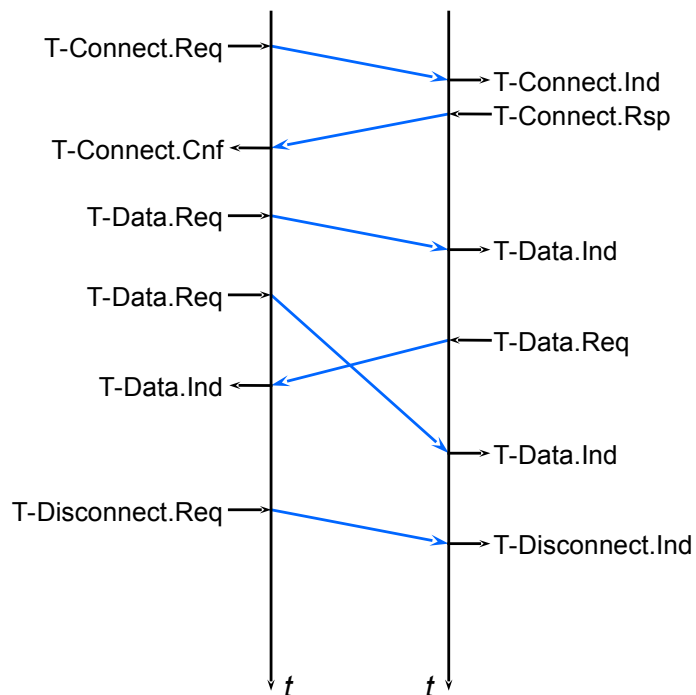 T-Connect.Req
T-Connect.Ind
T-Connect.Rsp
T-Connect.Cnf
T-Data.Req
T-Data.Ind
T-Data.Req
T-Data.Req
T-Data.Ind
T-Data.Ind
T-Disconnect.Req
T-Disconnect.Ind
t t